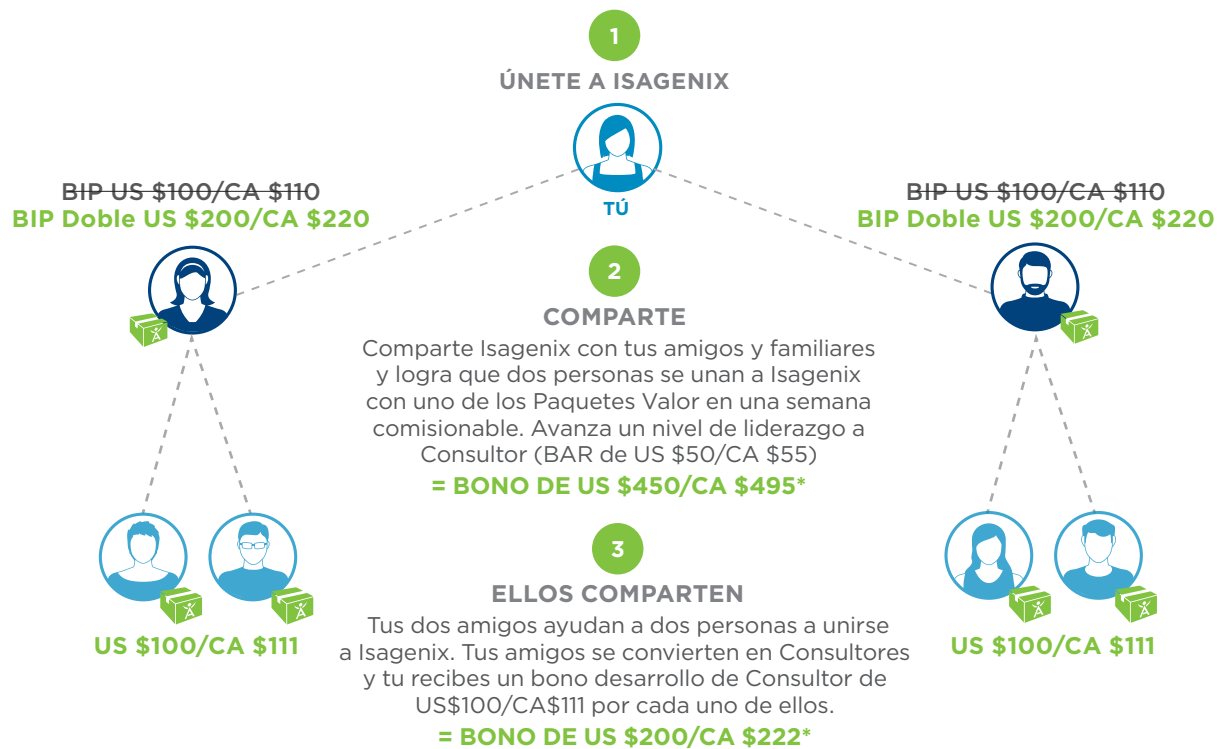 1
ÚNETE A ISAGENIX
TÚ
BIP US $100/CA $110
BIP Doble US $200/CA $220
BIP US $100/CA $110
BIP Doble US $200/CA $220
2
COMPARTE
Comparte Isagenix con tus amigos y familiares
y logra que dos personas se unan a Isagenix
con uno de los Paquetes Valor en una semana
comisionable. Avanza un nivel de liderazgo a
Consultor (BAR de US $50/CA $55)
= BONO DE US $450/CA $495*
3
ELLOS COMPARTEN
Tus dos amigos ayudan a dos personas a unirse
a Isagenix. Tus amigos se convierten en Consultores
y tu recibes un bono desarrollo de Consultor de
US$100/CA$111 por cada uno de ellos.
= BONO DE US $200/CA $222*
US $100/CA $111
US $100/CA $111